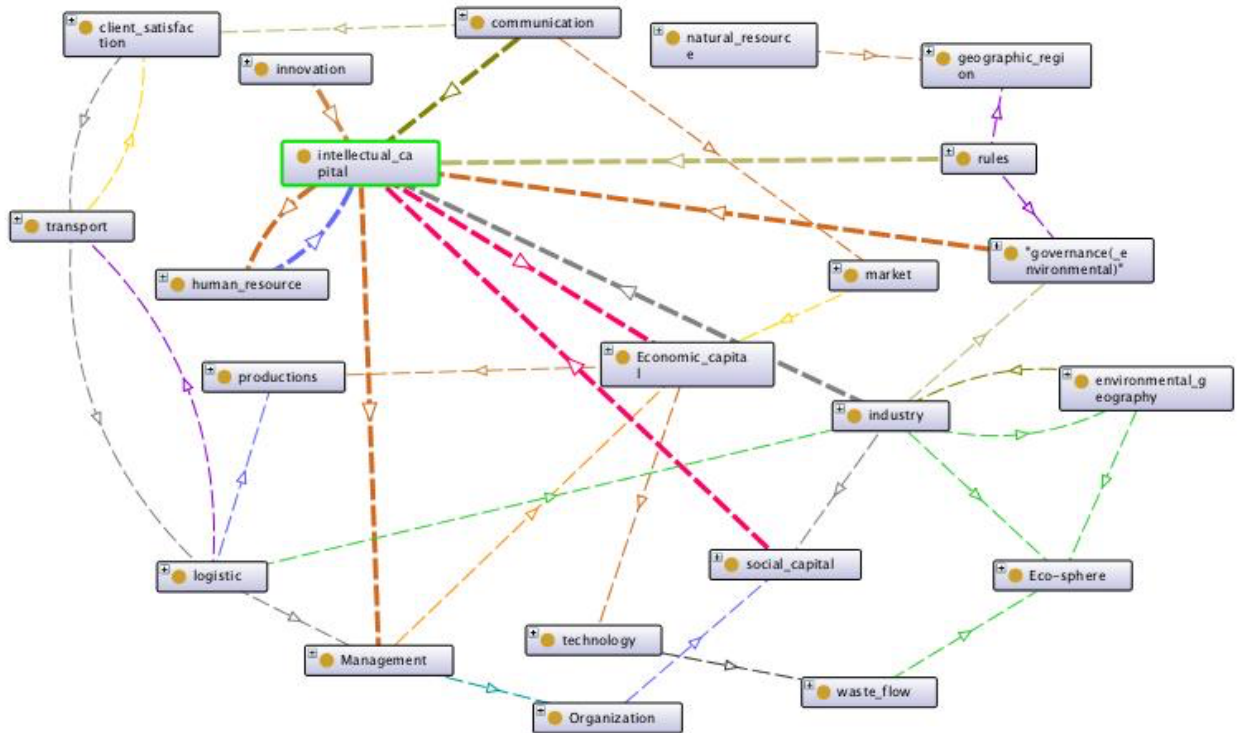 client_satisfac
tion
communication
natural_resourc
e
geographic_regi
on
innovation
intellectual_ca
pital
rules
transport
"governance(_e
nvironmental)"
human_resource
market
Economic_capita
l
productions
environmental_g
eography
industry
logistic
social_capital
Eco-sphere
technology
Management
waste_flow
Organization